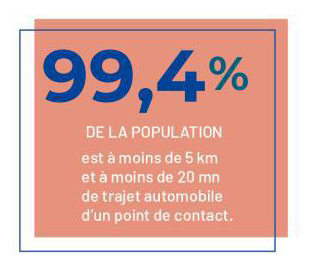 99,4%
DE LA POPULATION
est à moins de 5 km
et à moins de 20 mn
de trajet automobile
d'un point de contact.